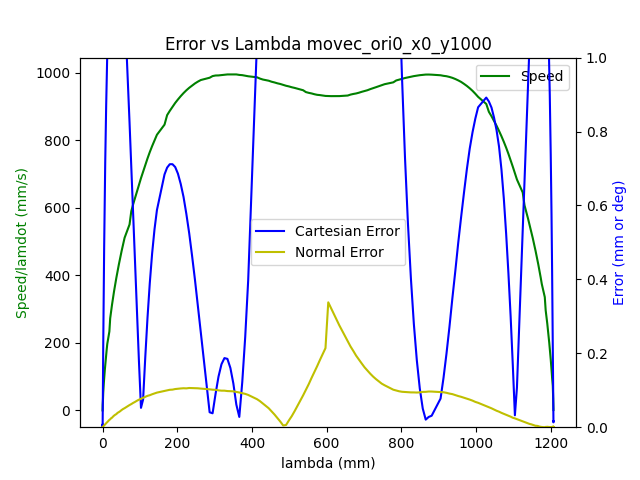 Error vs Lambda movec_ori0_x0_y1000
Speed/lamdot (mm/s)
1000
800
600
400
200
0
Speed
Cartesian Error
Normal Error
1.0
0.8
0.6
0.4
0.2
0.0
Error (mm or deg)
0 200 400 600 800 1000 1200
lambda (mm)